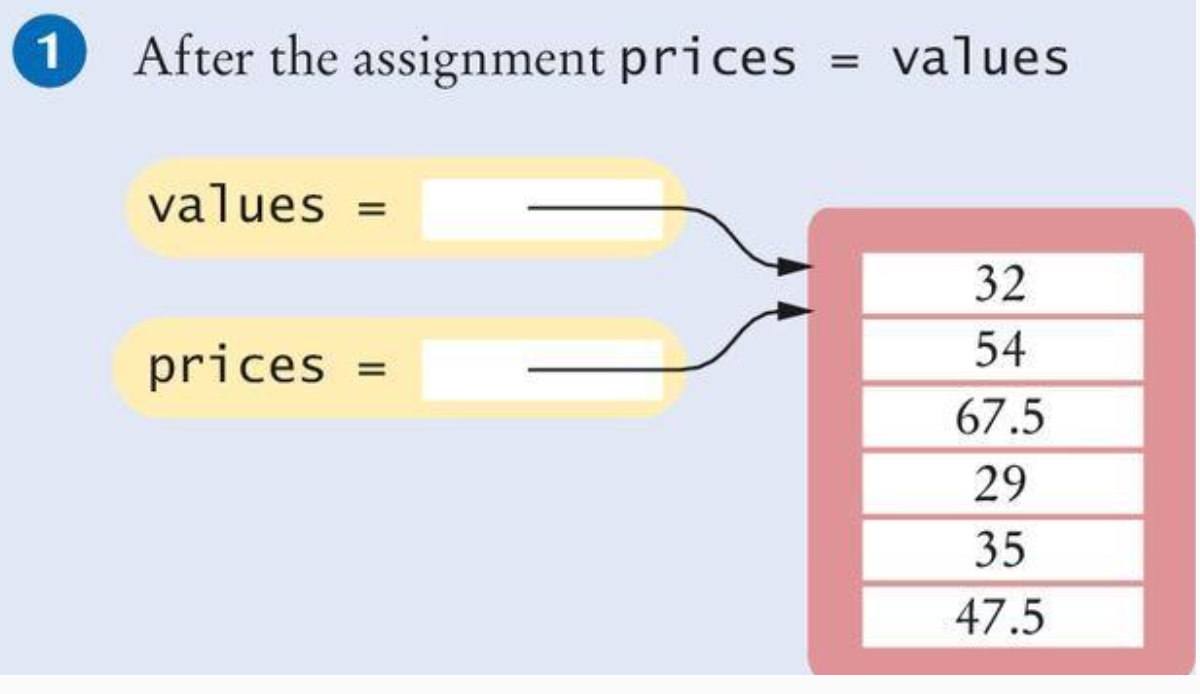 1 After the assignment prices = values
values =
prices =
32
54
67.5
29
35
47.5